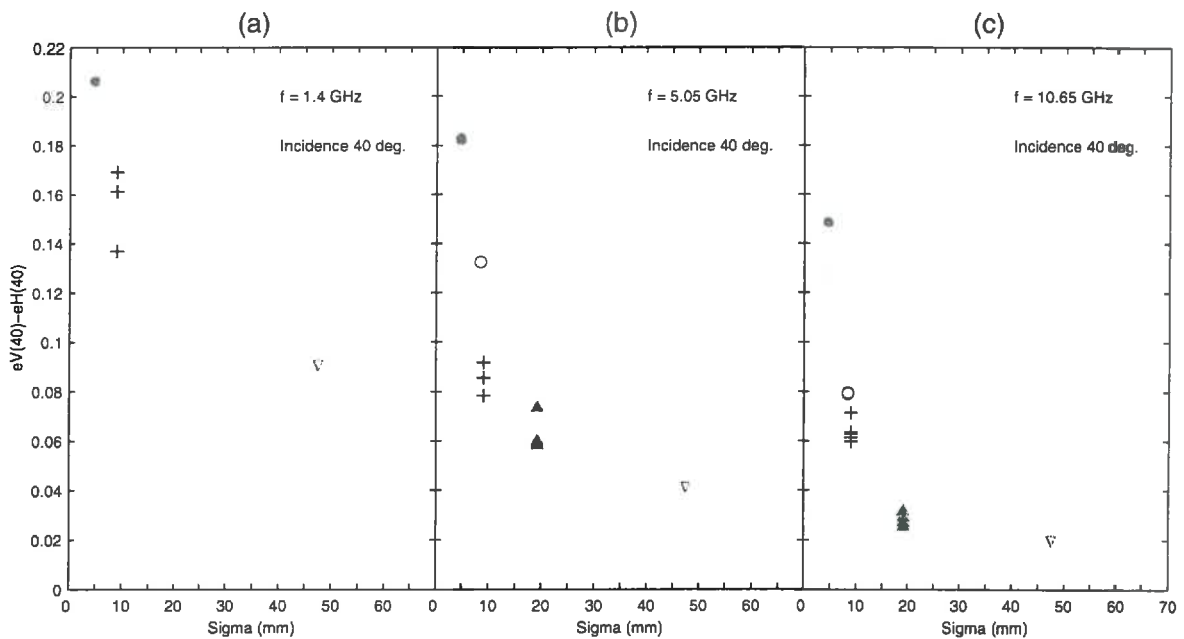 (a) (b) (c)
0.22
0.2
0.18
0.16
0.14
0.12
0.1
0.08
0.06
0.04
0.02
0
eV(40)−eH(40)
f = 1.4 GHz
Incidence 40 deg.
f = 5.05 GHz
Incidence 40 deg.
f = 10.65 GHz
Incidence 40 deg.
0 10 20 30 40 50 60 0 10 20 30 40 50 60 0 10 20 30 40 50 60 70
Sigma (mm) Sigma (mm) Sigma (mm)